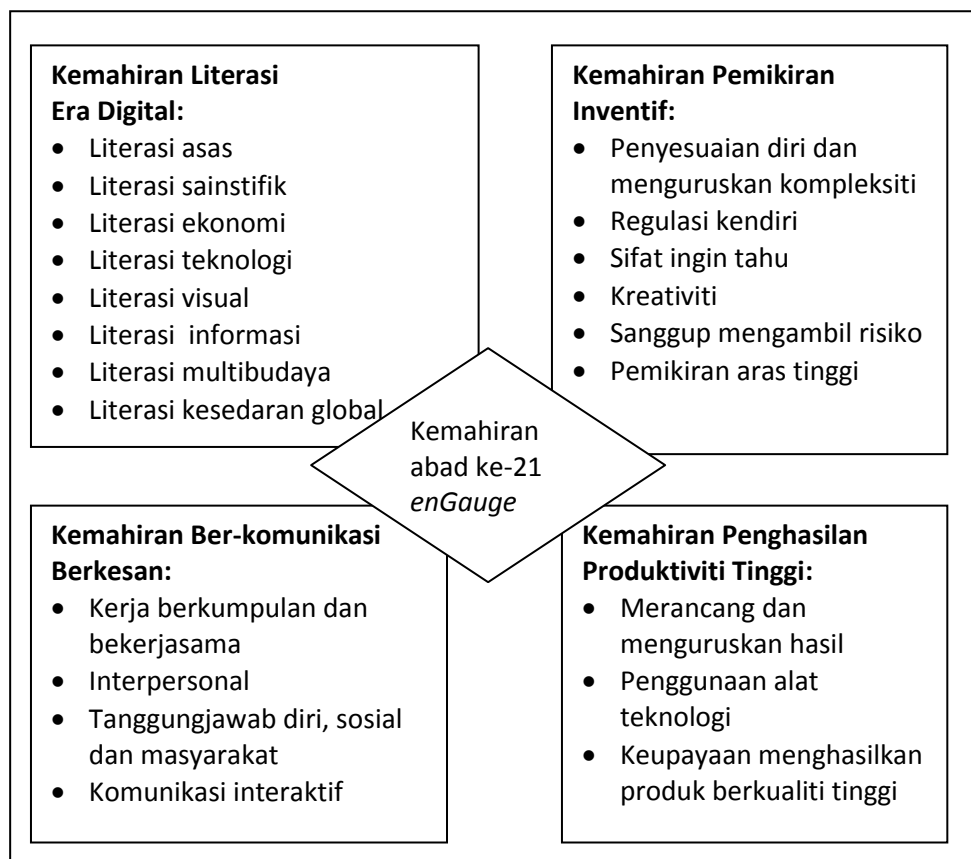 Kemahiran Literasi
Era Digital:
• Literasi asas
• Literasi sainstifik
• Literasi ekonomi
• Literasi teknologi
• Literasi visual
• Literasi  informasi
• Literasi multibudaya
• Literasi kesedaran global
Kemahiran Pemikiran
Inventif:
• Penyesuaian diri dan
menguruskan kompleksiti
• Regulasi kendiri
• Sifat ingin tahu
• Kreativiti
• Sanggup mengambil risiko
• Pemikiran aras tinggi
Kemahiran
abad ke-21
enGauge
Kemahiran Ber-komunikasi
Berkesan:
• Kerja berkumpulan dan
bekerjasama
• Interpersonal
• Tanggungjawab diri, sosial
dan masyarakat
• Komunikasi interaktif
Kemahiran Penghasilan
Produktiviti Tinggi:
• Merancang dan
menguruskan hasil
• Penggunaan alat
teknologi
• Keupayaan menghasilkan
produk berkualiti tinggi